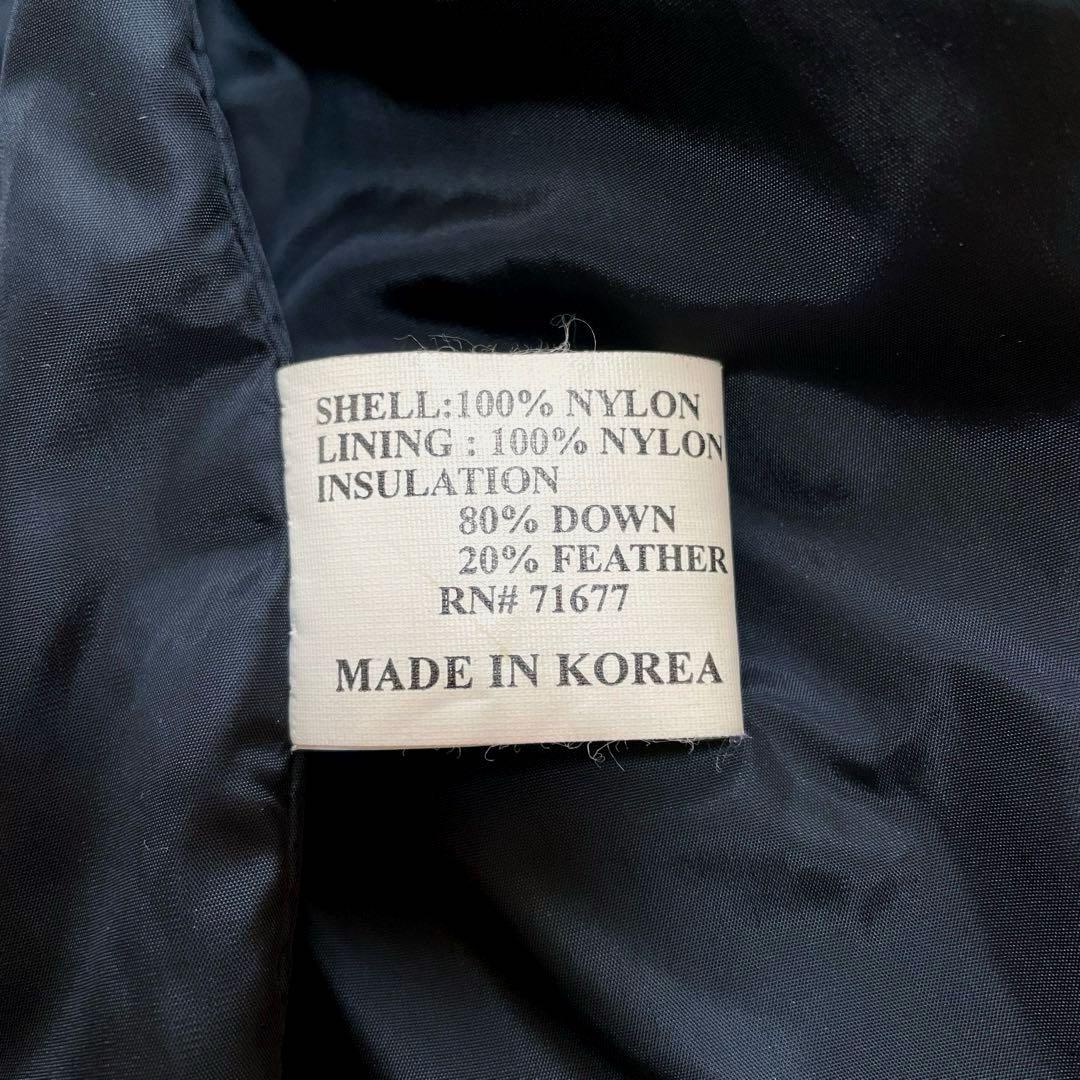 SHELL:100% NYLON
LINING : 100% NYLON
INSULATION
80% DOWN
20% FEATHER
RN# 71677
MADE IN KOREA